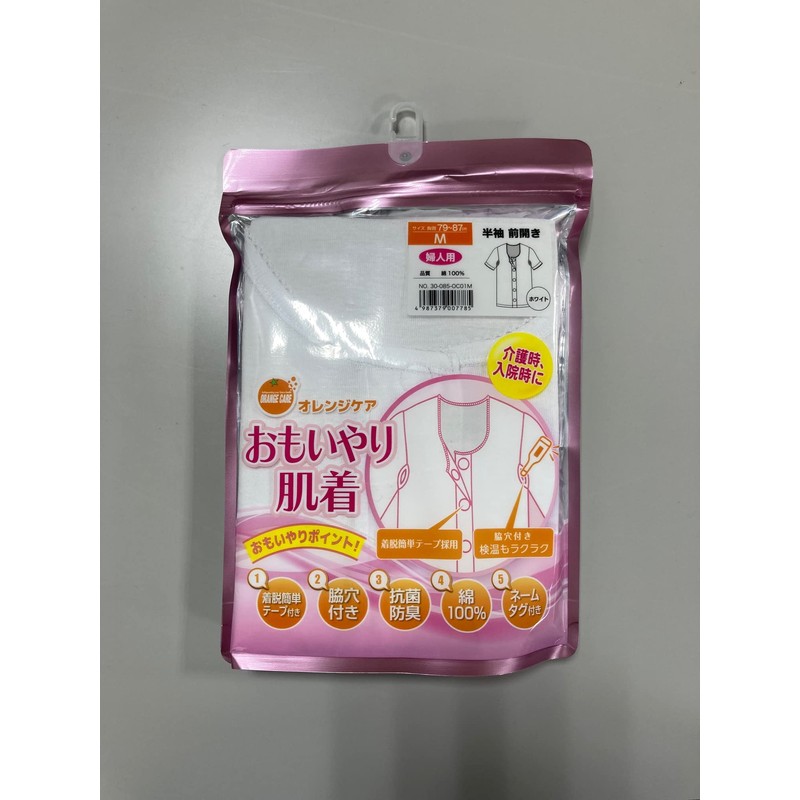 サイズ 胸囲 79~87cm
M
婦人用
品質 綿100%
NO. 30-085-OC01M
4 987379 007785
半袖 前開き
ホワイト
介護時、
入院時に
ORANGE CARE
オレンジケア
おもいやり
肌着
おもいやりポイント!
着脱簡単テープ採用
脇穴付き
検温もラクラク
1
着脱簡単
テープ付き
2
脇穴
付き
3
抗菌
防臭
4
綿
100%
5
ネーム
タグ付き